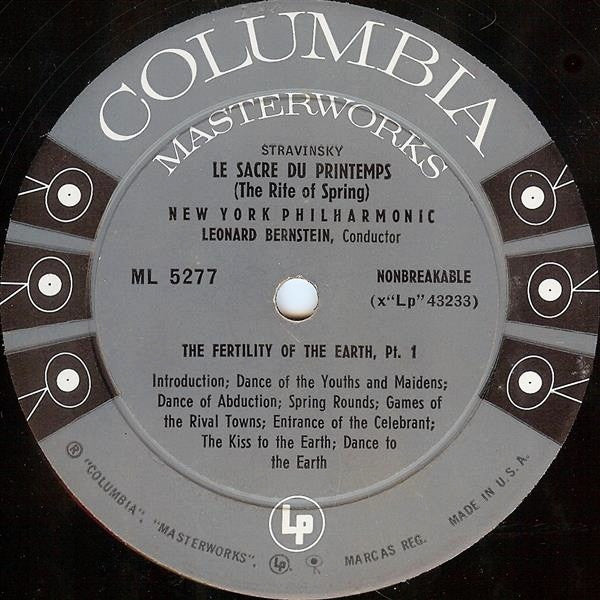 COLUMBIA
MASTERWORKS
STRAVINSKY
LE SACRE DU PRINTEMPS
(The Rite of Spring)
NEW YORK PHILHARMONIC
LEONARD BERNSTEIN, Conductor
ML 5277
NONBREAKABLE
(x"Lp"43233)
THE FERTILITY OF THE EARTH, Pt. 1
Introduction; Dance of the Youths and Maidens;
Dance of Abduction; Spring Rounds; Games of
the Rival Towns; Entrance of the Celebrant;
The Kiss to the Earth; Dance to
the Earth
Lp
® "COLUMBIA", "MASTERWORKS", Lp, MARCAS REG. MADE IN U.S.A.